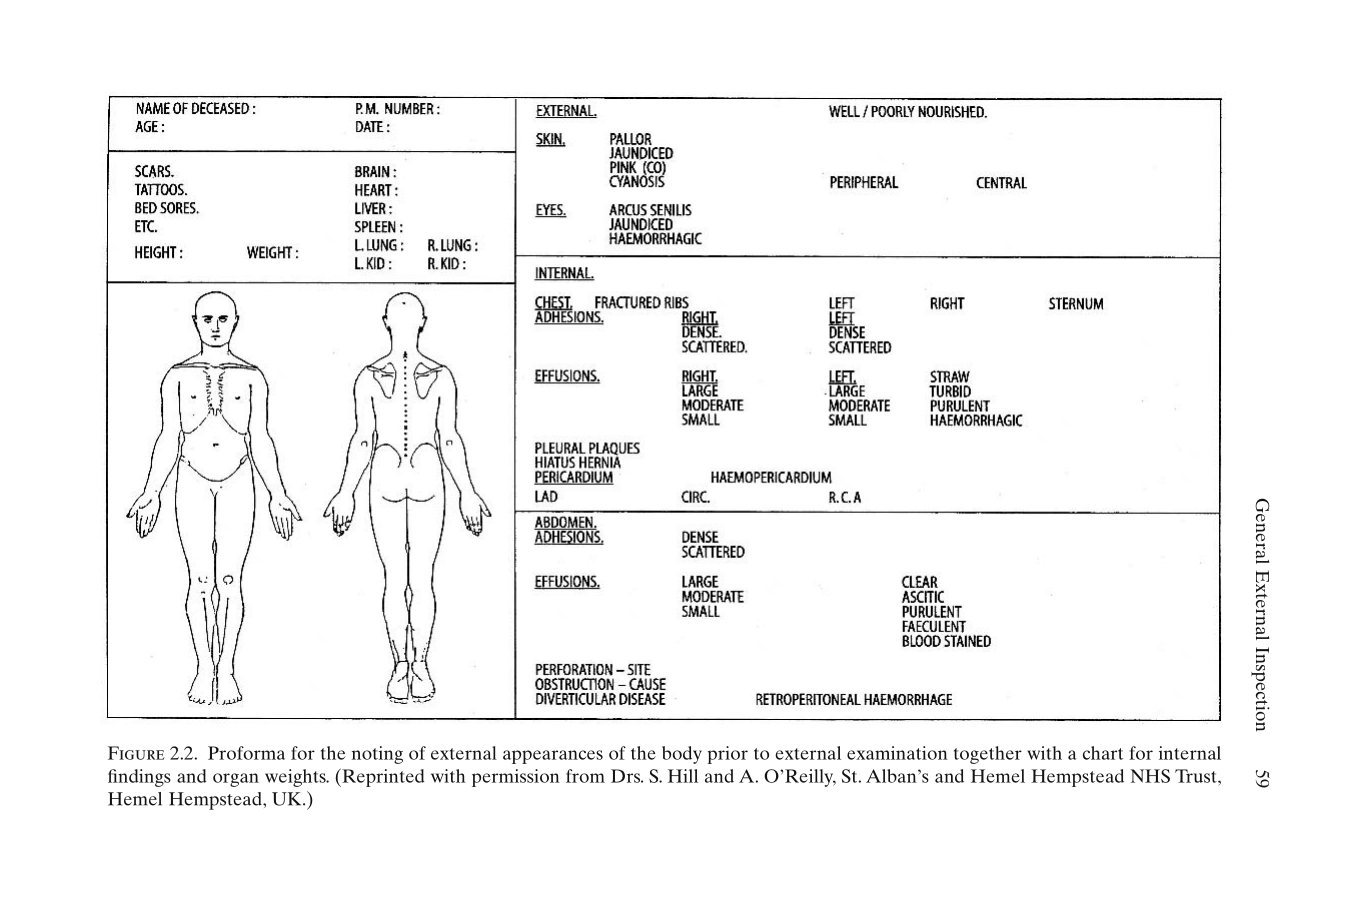 NAME OF DECEASED : P.M. NUMBER :
AGE : DATE :
SCARS. BRAIN :
TATTOOS. HEART :
BED SORES. LIVER :
ETC. SPLEEN :
L. LUNG : R. LUNG :
HEIGHT : WEIGHT :
L. KID : R. KID :
EXTERNAL. WELL / POORLY NOURISHED.
SKIN. PALLOR
JAUNDICED
PINK (CO)
CYANOSIS PERIPHERAL CENTRAL
EYES. ARCUS SENILIS
JAUNDICED
HAEMORRHAGIC
INTERNAL.
CHEST. FRACTURED RIBS LEFT RIGHT STERNUM
ADHESIONS. RIGHT. LEFT
DENSE. DENSE
SCATTERED. SCATTERED
EFFUSIONS. RIGHT. LEFT. STRAW
LARGE LARGE TURBID
MODERATE MODERATE PURULENT
SMALL SMALL HAEMORRHAGIC
PLEURAL PLAQUES
HIATUS HERNIA
PERICARDIUM HAEMOPERICARDIUM
LAD CIRC. R.C.A
ABDOMEN.
ADHESIONS. DENSE
SCATTERED
EFFUSIONS. LARGE CLEAR
MODERATE ASCITIC
SMALL PURULENT
FAECULENT
BLOOD STAINED
PERFORATION – SITE
OBSTRUCTION – CAUSE
DIVERTICULAR DISEASE RETROPERITONEAL HAEMORRHAGE
FIGURE 2.2. Proforma for the noting of external appearances of the body prior to external examination together with a chart for internal
findings and organ weights. (Reprinted with permission from Drs. S. Hill and A. O’Reilly, St. Alban’s and Hemel Hempstead NHS Trust,
Hemel Hempstead, UK.)
General External Inspection 59